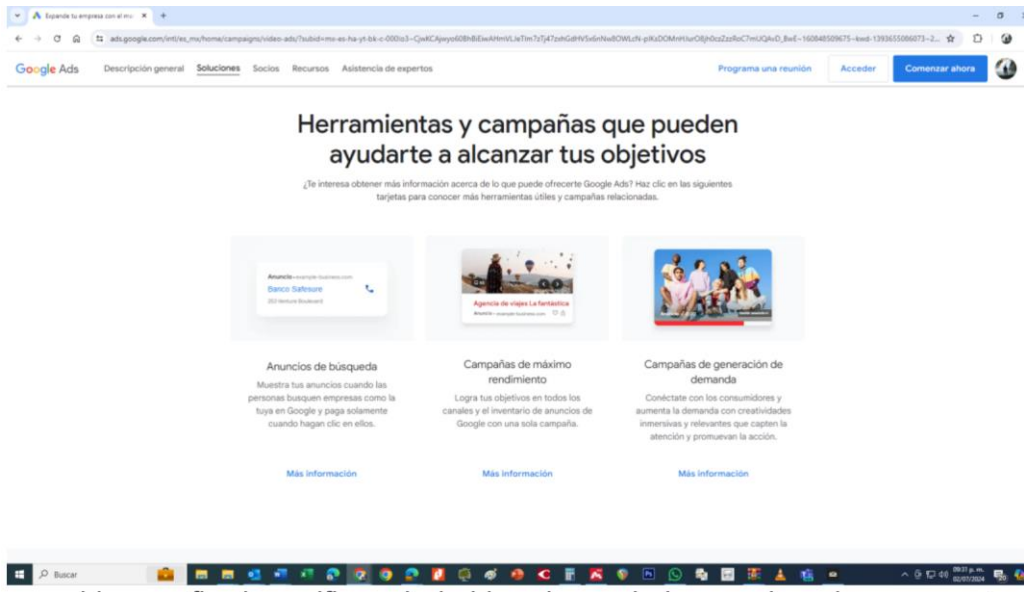 Expande tu empresa con el
ads.google.com/intl/es_mx/home/campaigns/video-ads/
Google Ads
Descripción general
Soluciones
Socios
Recursos
Asistencia de expertos
Programa una reunión
Acceder
Comenzar ahora
Herramientas y campañas que pueden
ayudarte a alcanzar tus objetivos
¿Te interesa obtener más información acerca de lo que puede ofrecerte Google Ads? Haz clic en las siguientes
tarjetas para conocer más herramientas útiles y campañas relacionadas.
Anuncio
Banco Safesure
Agencia de viajes La fantástica
Anuncio
Anuncios de búsqueda
Muestra tus anuncios cuando las
personas busquen empresas como la
tuya en Google y paga solamente
cuando hagan clic en ellos.
Más información
Campañas de máximo
rendimiento
Logra tus objetivos en todos los
canales y el inventario de anuncios de
Google con una sola campaña.
Más información
Campañas de generación de
demanda
Conéctate con los consumidores y
aumenta la demanda con creatividades
inmersivas y relevantes que capten la
atención y promuevan la acción.
Más información
Buscar
09:21 p. m.
02/07/2024